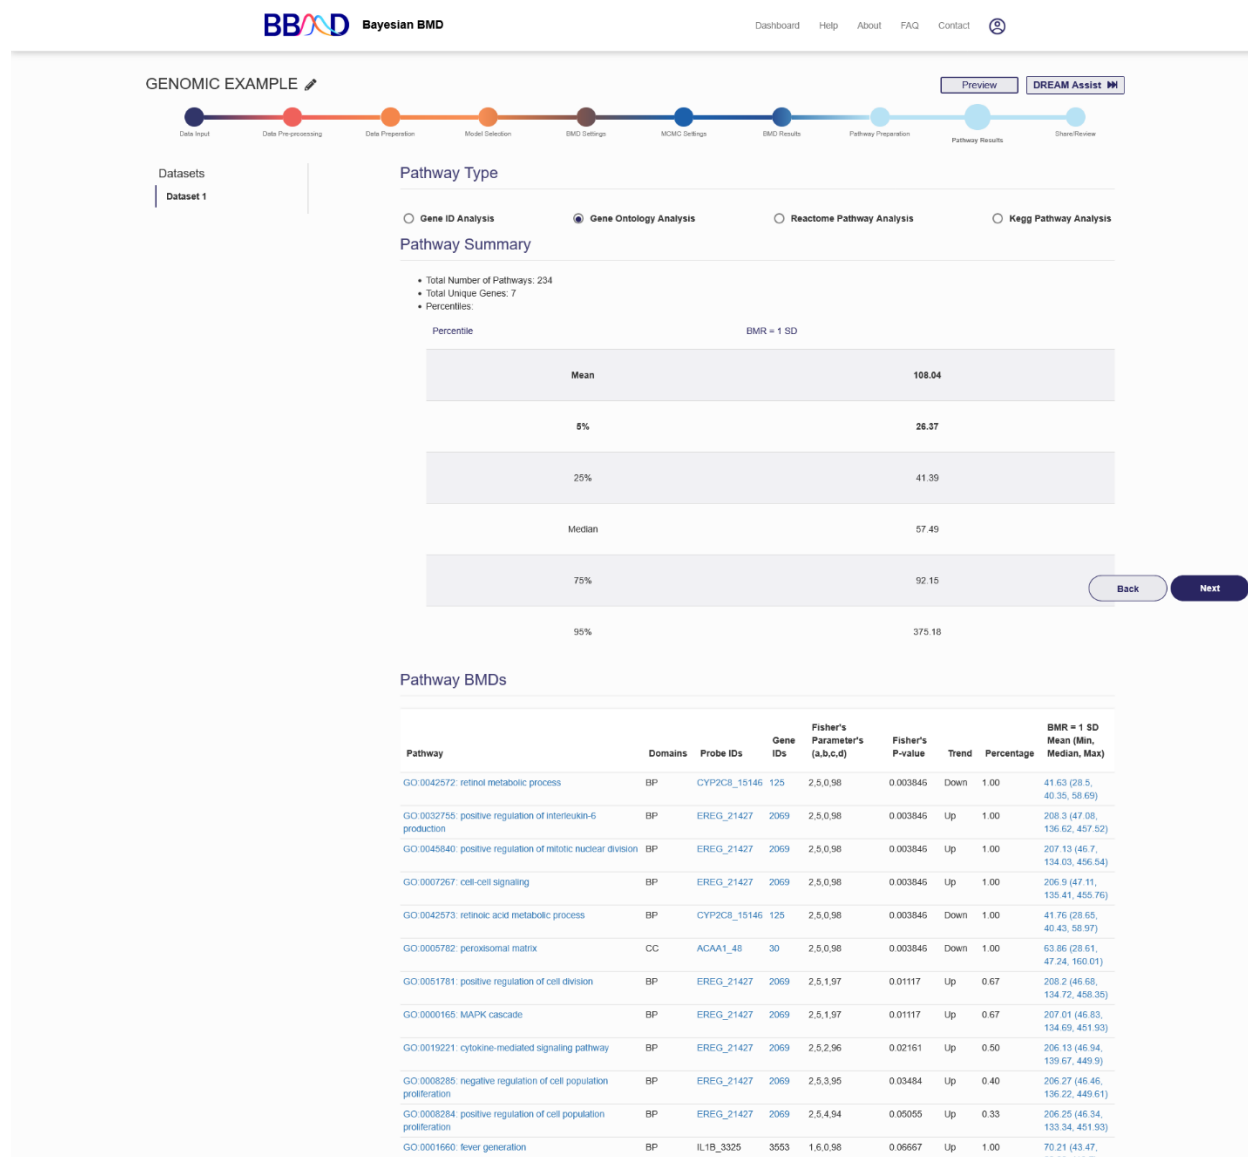 BBMD Bayesian BMD
Dashboard Help About FAQ Contact
GENOMIC EXAMPLE
Preview DREAM Assist
Data Input Data Pre-processing Data Preparation Model Selection BMD Settings MCMC Settings BMD Results Pathway Preparation Pathway Results Share/Review
Datasets
Dataset 1
Pathway Type
Gene ID Analysis Gene Ontology Analysis Reactome Pathway Analysis Kegg Pathway Analysis
Pathway Summary
• Total Number of Pathways: 234
• Total Unique Genes: 7
• Percentiles:
Percentile BMR = 1 SD
Mean 108.04
5% 26.37
25% 41.39
Median 57.49
75% 92.15
Back Next
95% 375.18
Pathway BMDs
Fisher's BMR = 1 SD
Gene Parameter's Fisher's Mean (Min,
Pathway Domains Probe IDs IDs (a,b,c,d) P-value Trend Percentage Median, Max)
GO:0042572: retinol metabolic process BP CYP2C8_15146 125 2,5,0,98 0.003846 Down 1.00 41.63 (28.5,
40.35, 58.69)
GO:0032755: positive regulation of interleukin-6 BP EREG_21427 2069 2,5,0,98 0.003846 Up 1.00 208.3 (47.08,
production 136.62, 457.52)
GO:0045840: positive regulation of mitotic nuclear division BP EREG_21427 2069 2,5,0,98 0.003846 Up 1.00 207.13 (46.7,
134.03, 456.54)
GO:0007267: cell-cell signaling BP EREG_21427 2069 2,5,0,98 0.003846 Up 1.00 206.9 (47.11,
135.41, 455.76)
GO:0042573: retinoic acid metabolic process BP CYP2C8_15146 125 2,5,0,98 0.003846 Down 1.00 41.76 (28.65,
40.43, 58.97)
GO:0005782: peroxisomal matrix CC ACAA1_48 30 2,5,0,98 0.003846 Down 1.00 63.86 (28.61,
47.24, 160.01)
GO:0051781: positive regulation of cell division BP EREG_21427 2069 2,5,1,97 0.01117 Up 0.67 208.2 (46.68,
134.72, 458.35)
GO:0000165: MAPK cascade BP EREG_21427 2069 2,5,1,97 0.01117 Up 0.67 207.01 (46.83,
134.69, 451.93)
GO:0019221: cytokine-mediated signaling pathway BP EREG_21427 2069 2,5,2,96 0.02161 Up 0.50 206.13 (46.94,
139.67, 449.9)
GO:0008285: negative regulation of cell population BP EREG_21427 2069 2,5,3,95 0.03484 Up 0.40 206.27 (46.46,
proliferation 136.22, 449.61)
GO:0008284: positive regulation of cell population BP EREG_21427 2069 2,5,4,94 0.05055 Up 0.33 206.25 (46.34,
proliferation 133.34, 451.93)
GO:0001660: fever generation BP IL1B_3325 3553 1,6,0,98 0.06667 Up 1.00 70.21 (43.47,